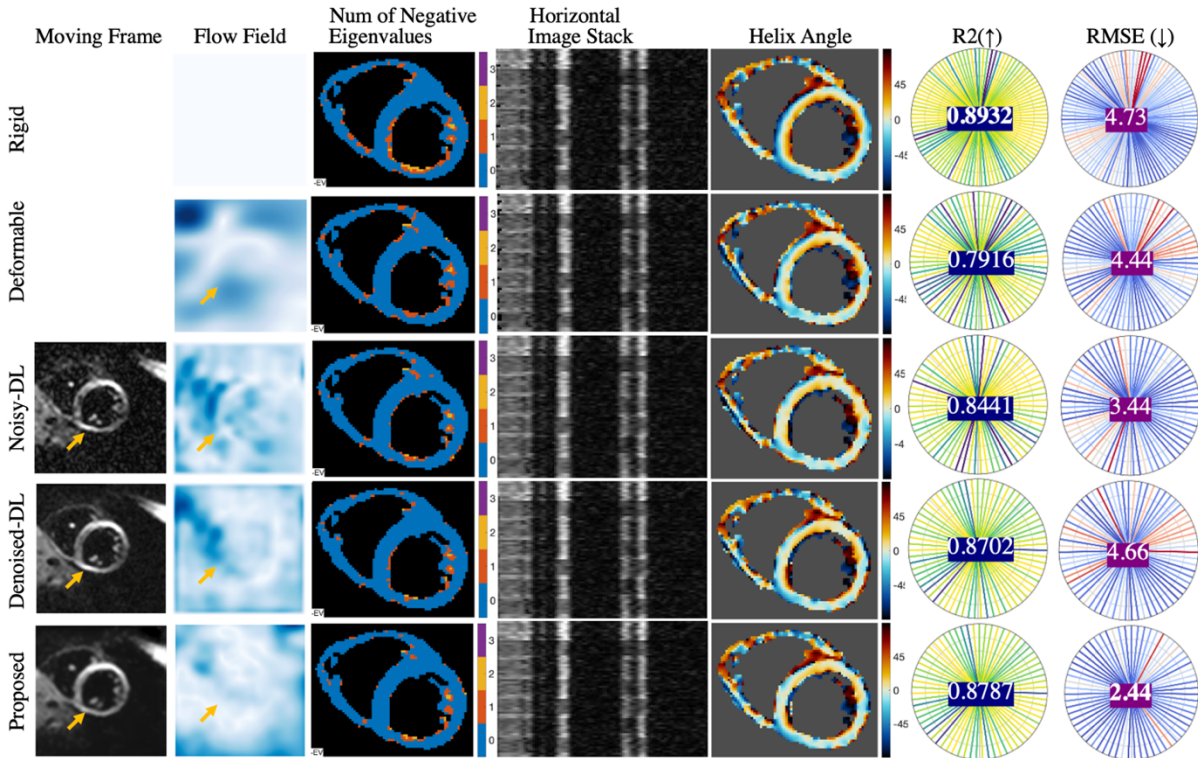 Moving Frame
Flow Field
Num of Negative
Eigenvalues
Horizontal
Image Stack
Helix Angle
R2(↑)
RMSE (↓)
Rigid
-EV
3
2
1
0
45
0
-45
0.8932
4.73
Deformable
-EV
3
2
1
0
45
0
-45
0.7916
4.44
Noisy-DL
-EV
3
2
1
0
45
0
-4
0.8441
3.44
Denoised-DL
-EV
3
2
1
0
45
0
-45
0.8702
4.66
Proposed
-EV
3
2
1
0
45
0
-45
0.8787
2.44